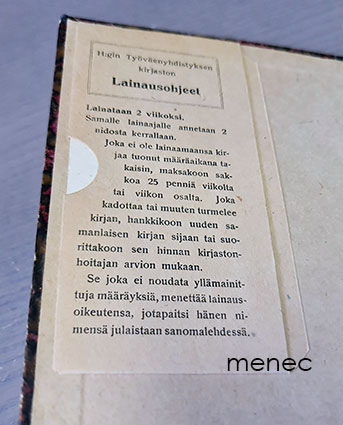 H:gin Työväenyhdistyksen
kirjaston
Lainausohjeet
Lainataan 2 viikoksi.
Samalle lainaajalle annetaan 2
nidosta kerrallaan.
Joka ei ole lainaamaansa kir-
jaa tuonut määräaikana ta-
kaisin, maksakoon sak-
koa 25 penniä viikolta
tai viikon osalta. Joka
kadottaa tai muuten turmelee
kirjan, hankkikoon uuden sa-
manlaisen kirjan sijaan tai suo-
rittakoon sen hinnan kirjaston-
hoitajan arvion mukaan.
Se joka ei noudata yllämainit-
tuja määräyksiä, menettää lainaus-
oikeutensa, jotapaitsi hänen ni-
mensä julaistaan sanomalehdessä.
menec